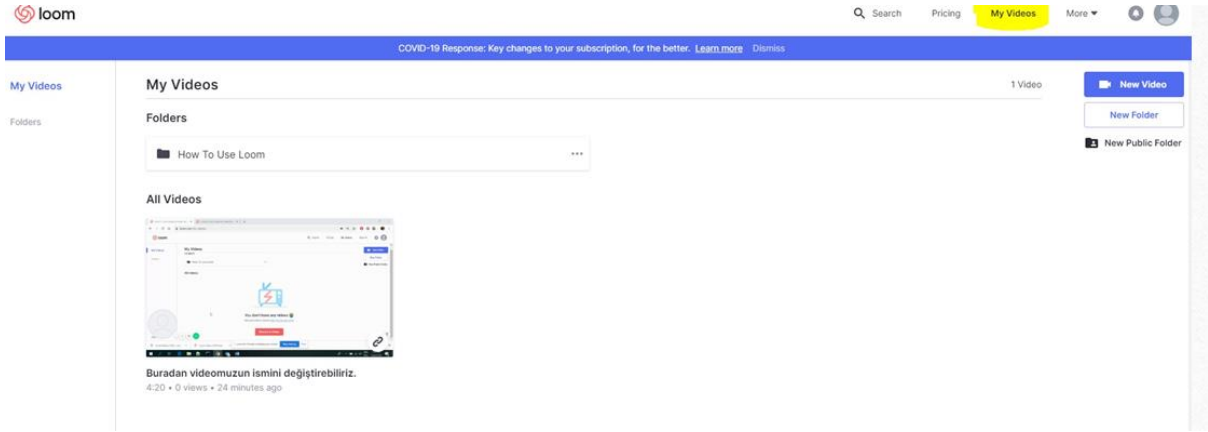 loom
Search Pricing My Videos More
COVID-19 Response: Key changes to your subscription, for the better. Learn more Dismiss
My Videos
Folders
My Videos 1 Video
Folders
How To Use Loom
New Video
New Folder
New Public Folder
All Videos
Buradan videomuzun ismini değiştirebiliriz.
4:20 • 0 views • 24 minutes ago